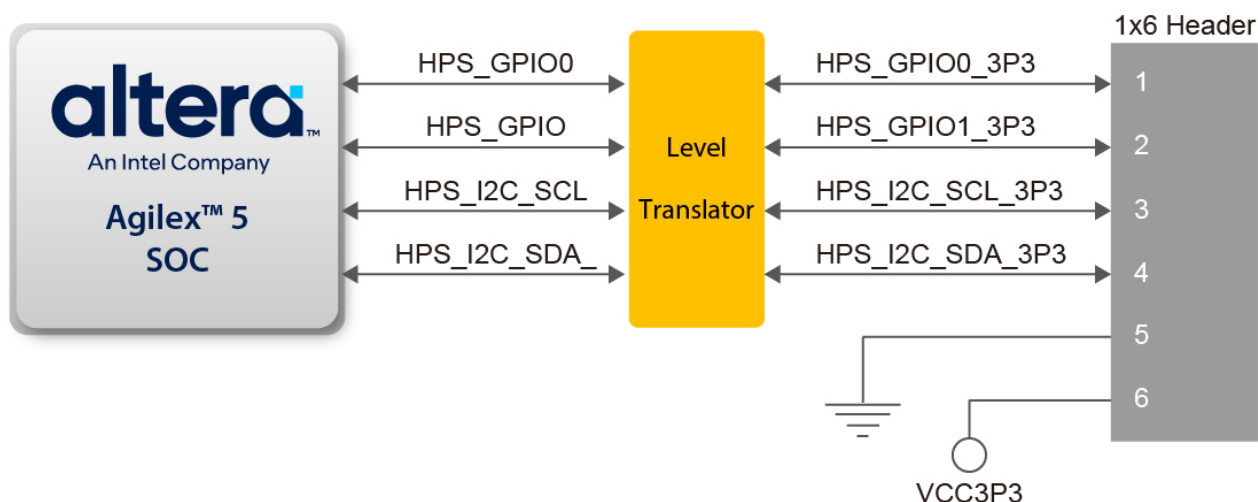 1x6 Header
altera™
An Intel Company
Agilex™ 5
SOC
HPS_GPIO0
HPS_GPIO
HPS_I2C_SCL
HPS_I2C_SDA_
Level
Translator
HPS_GPIO0_3P3
HPS_GPIO1_3P3
HPS_I2C_SCL_3P3
HPS_I2C_SDA_3P3
1
2
3
4
5
6
VCC3P3